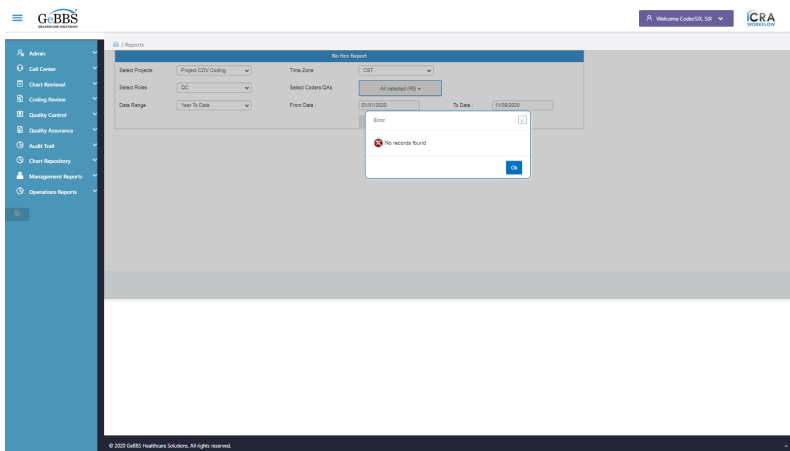 GeBBS
HEALTHCARE SOLUTIONS
Welcome CoderSIX, SIX
iCRA
WORKFLOW
/ Reports
Admin
Call Center
Chart Retrieval
Coding Review
Quality Control
Quality Assurance
Audit Trail
Chart Repository
Management Reports
Operations Reports
No Hcc Report
Select Projects Project CDV Coding Time Zone CST
Select Roles QC Select Coders/QAs All selected (45)
Date Range Year To Date From Date : 01/01/2020 To Date : 11/09/2020
Error x
No records found
Ok
© 2020 GeBBS Healthcare Solutions, All rights reserved.